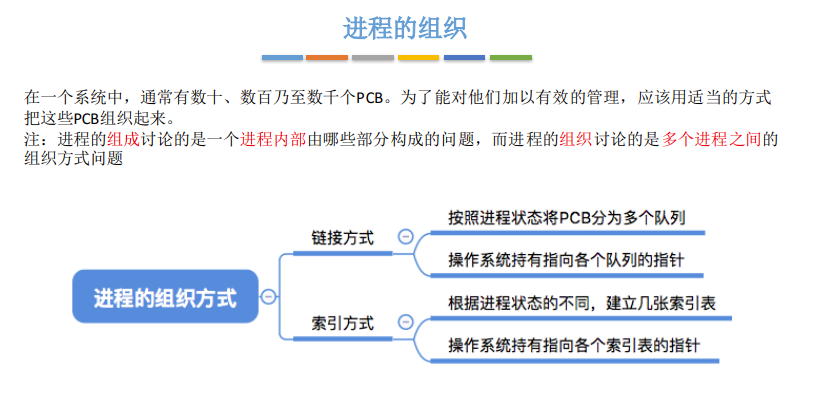 进程的组织
在一个系统中，通常有数十、数百乃至数千个PCB。为了能对他们加以有效的管理，应该用适当的方式
把这些PCB组织起来。
注：进程的组成讨论的是一个进程内部由哪些部分构成的问题，而进程的组织讨论的是多个进程之间的
组织方式问题
进程的组织方式
链接方式
按照进程状态将PCB分为多个队列
操作系统持有指向各个队列的指针
索引方式
根据进程状态的不同，建立几张索引表
操作系统持有指向各个索引表的指针